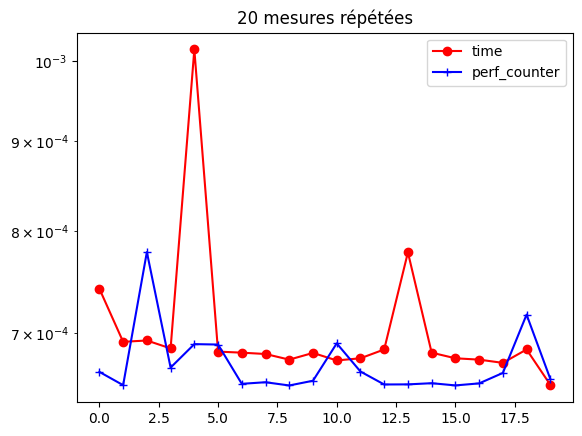 20 mesures répétées
time
perf_counter
10⁻³
9 × 10⁻⁴
8 × 10⁻⁴
7 × 10⁻⁴
0.0 2.5 5.0 7.5 10.0 12.5 15.0 17.5